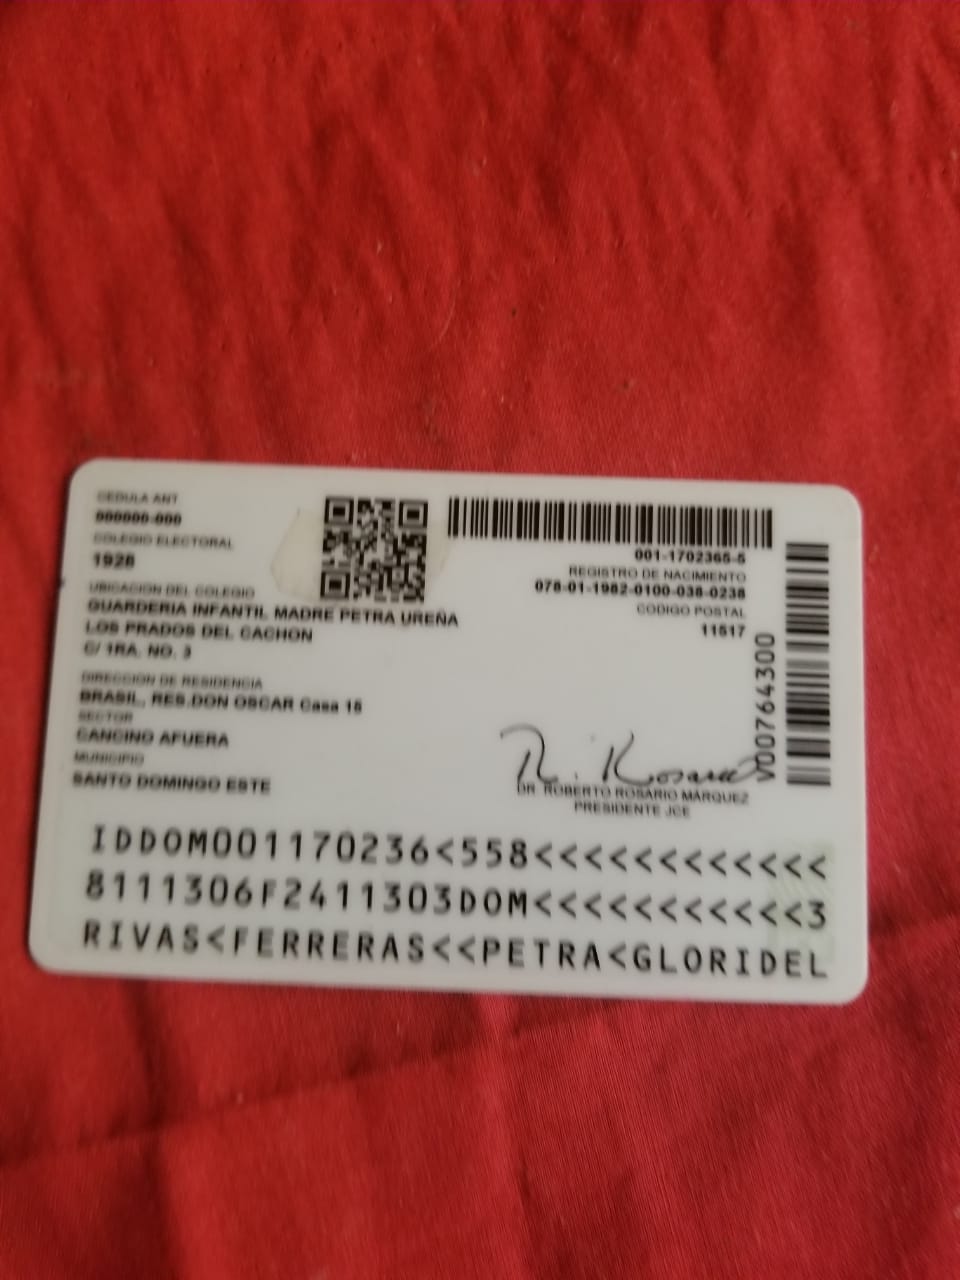 CEDULA ANT
000000-000
COLEGIO ELECTORAL
1928
UBICACION DEL COLEGIO
GUARDERIA INFANTIL MADRE PETRA UREÑA
LOS PRADOS DEL CACHON
C/ 1RA. NO. 3
DIRECCION DE RESIDENCIA
BRASIL, RES.DON OSCAR Casa 15
SECTOR
CANCINO AFUERA
MUNICIPIO
SANTO DOMINGO ESTE
001-1702365-5
REGISTRO DE NACIMIENTO
078-01-1982-0100-038-0238
CODIGO POSTAL
11517
V00764300
R. Rosario
DR. ROBERTO ROSARIO MÁRQUEZ
PRESIDENTE JCE
IDDOM001170236<558<<<<<<<<<<<<
8111306F2411303DOM<<<<<<<<<<<3
RIVAS<FERRERAS<<PETRA<GLORIDEL